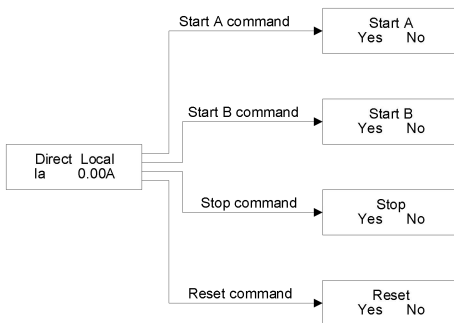 Start A command
Start A
Yes No
Start B command
Start B
Yes No
Direct Local
Ia 0.00A
Stop command
Stop
Yes No
Reset command
Reset
Yes No